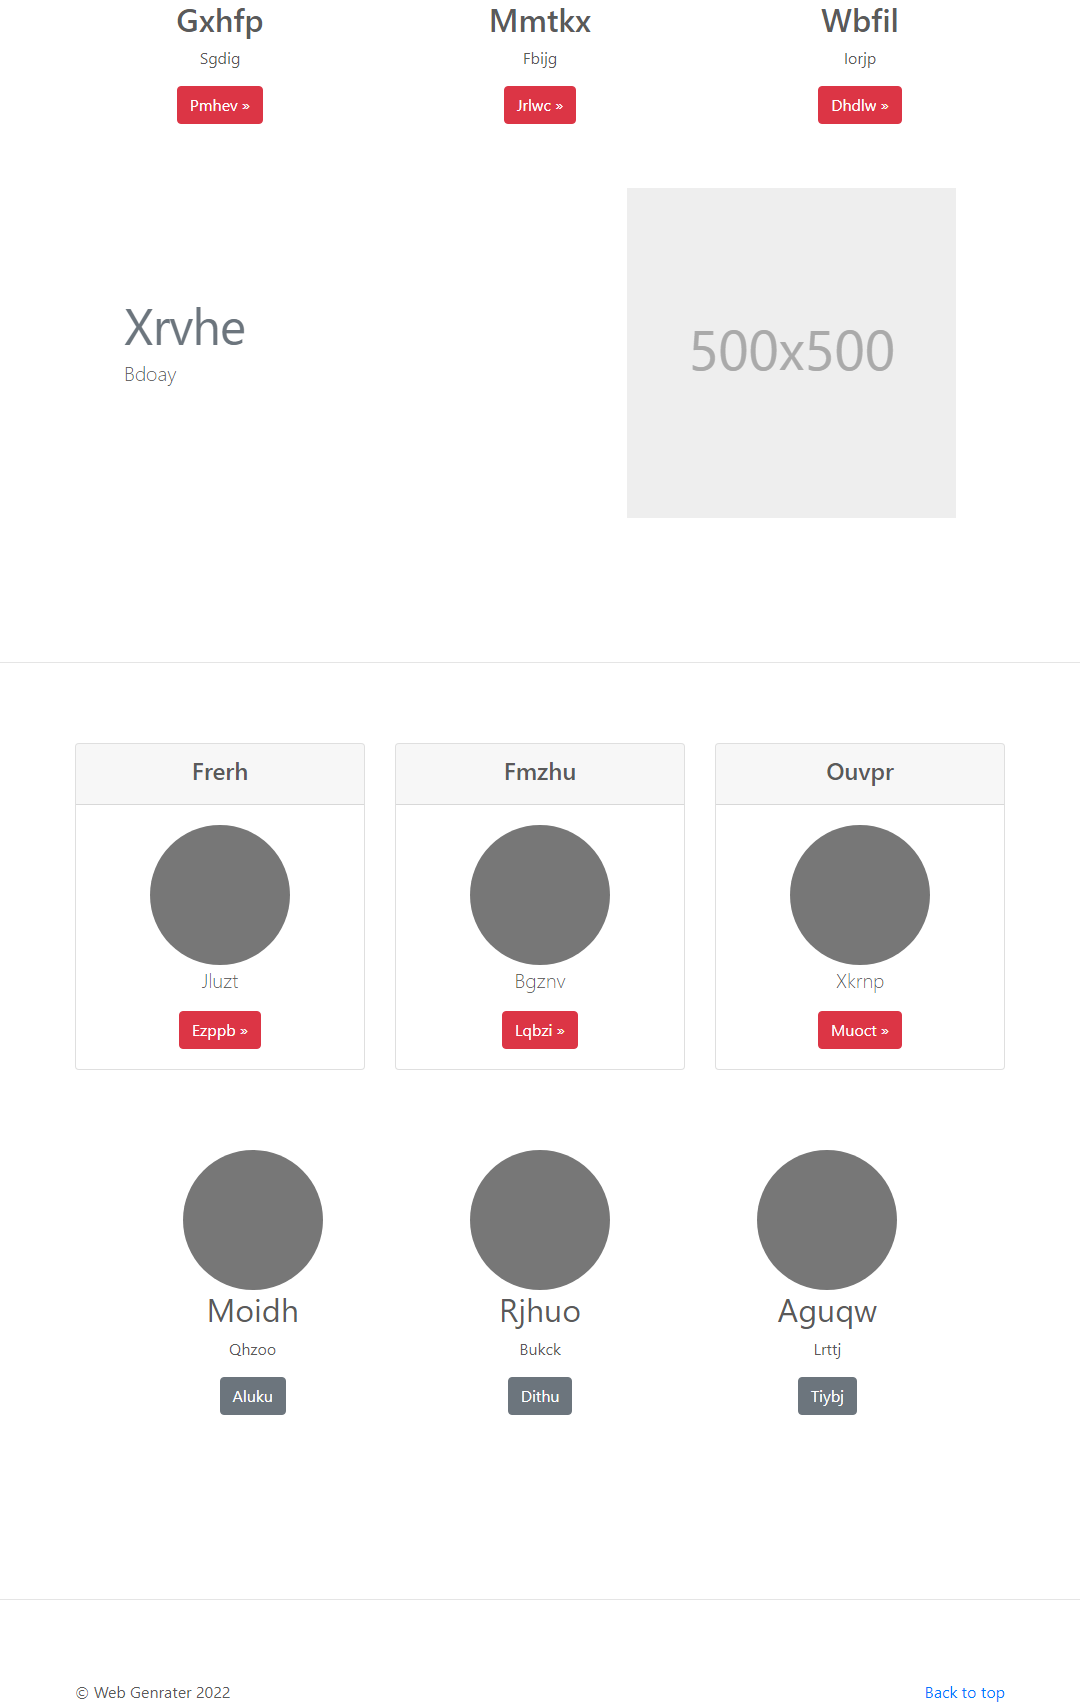 Gxhfp
Sgdig
Pmhev »
Mmtkx
Fbijg
Jrlwc »
Wbfil
Iorjp
Dhdlw »
Xrvhe
Bdoay
500x500
Frerh
Jluzt
Ezppb »
Fmzhu
Bgznv
Lqbzi »
Ouvpr
Xkrnp
Muoct »
Moidh
Qhzoo
Aluku
Rjhuo
Bukck
Dithu
Aguqw
Lrttj
Tiybj
© Web Genrater 2022
Back to top